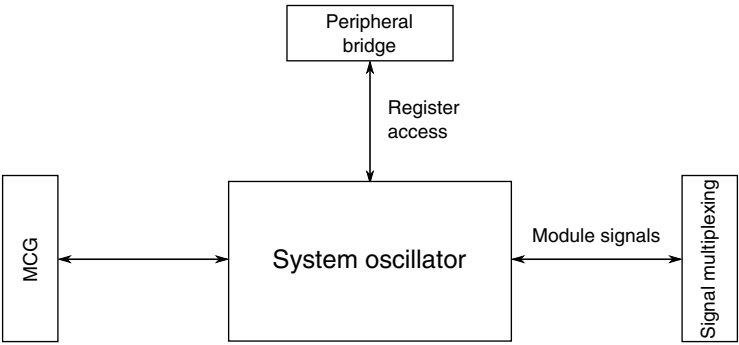 Peripheral
bridge
Register
access
MCG
System oscillator
Module signals
Signal multiplexing